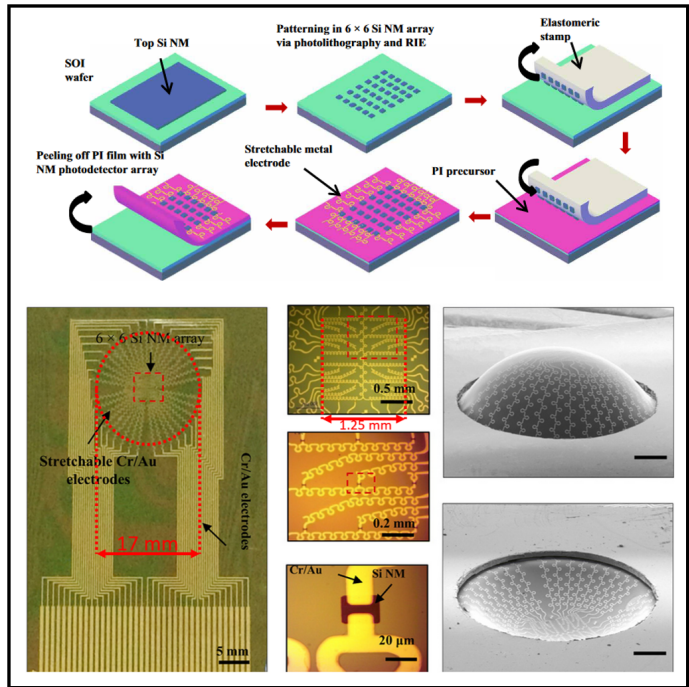 Top Si NM
SOI
wafer
Patterning in 6 × 6 Si NM array
via photolithography and RIE
Elastomeric
stamp
Peeling off PI film with Si
NM photodetector array
Stretchable metal
electrode
PI precursor
6 × 6 Si NM array
Stretchable Cr/Au
electrodes
Cr/Au electrodes
17 mm
5 mm
0.5 mm
1.25 mm
0.2 mm
Cr/Au
Si NM
20 µm